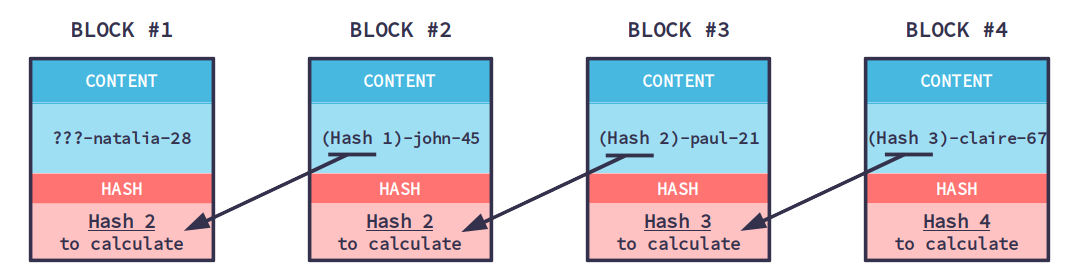 BLOCK #1
CONTENT
???-natalia-28
HASH
Hash 2
to calculate
BLOCK #2
CONTENT
(Hash 1)-john-45
HASH
Hash 2
to calculate
BLOCK #3
CONTENT
(Hash 2)-paul-21
HASH
Hash 3
to calculate
BLOCK #4
CONTENT
(Hash 3)-claire-67
HASH
Hash 4
to calculate